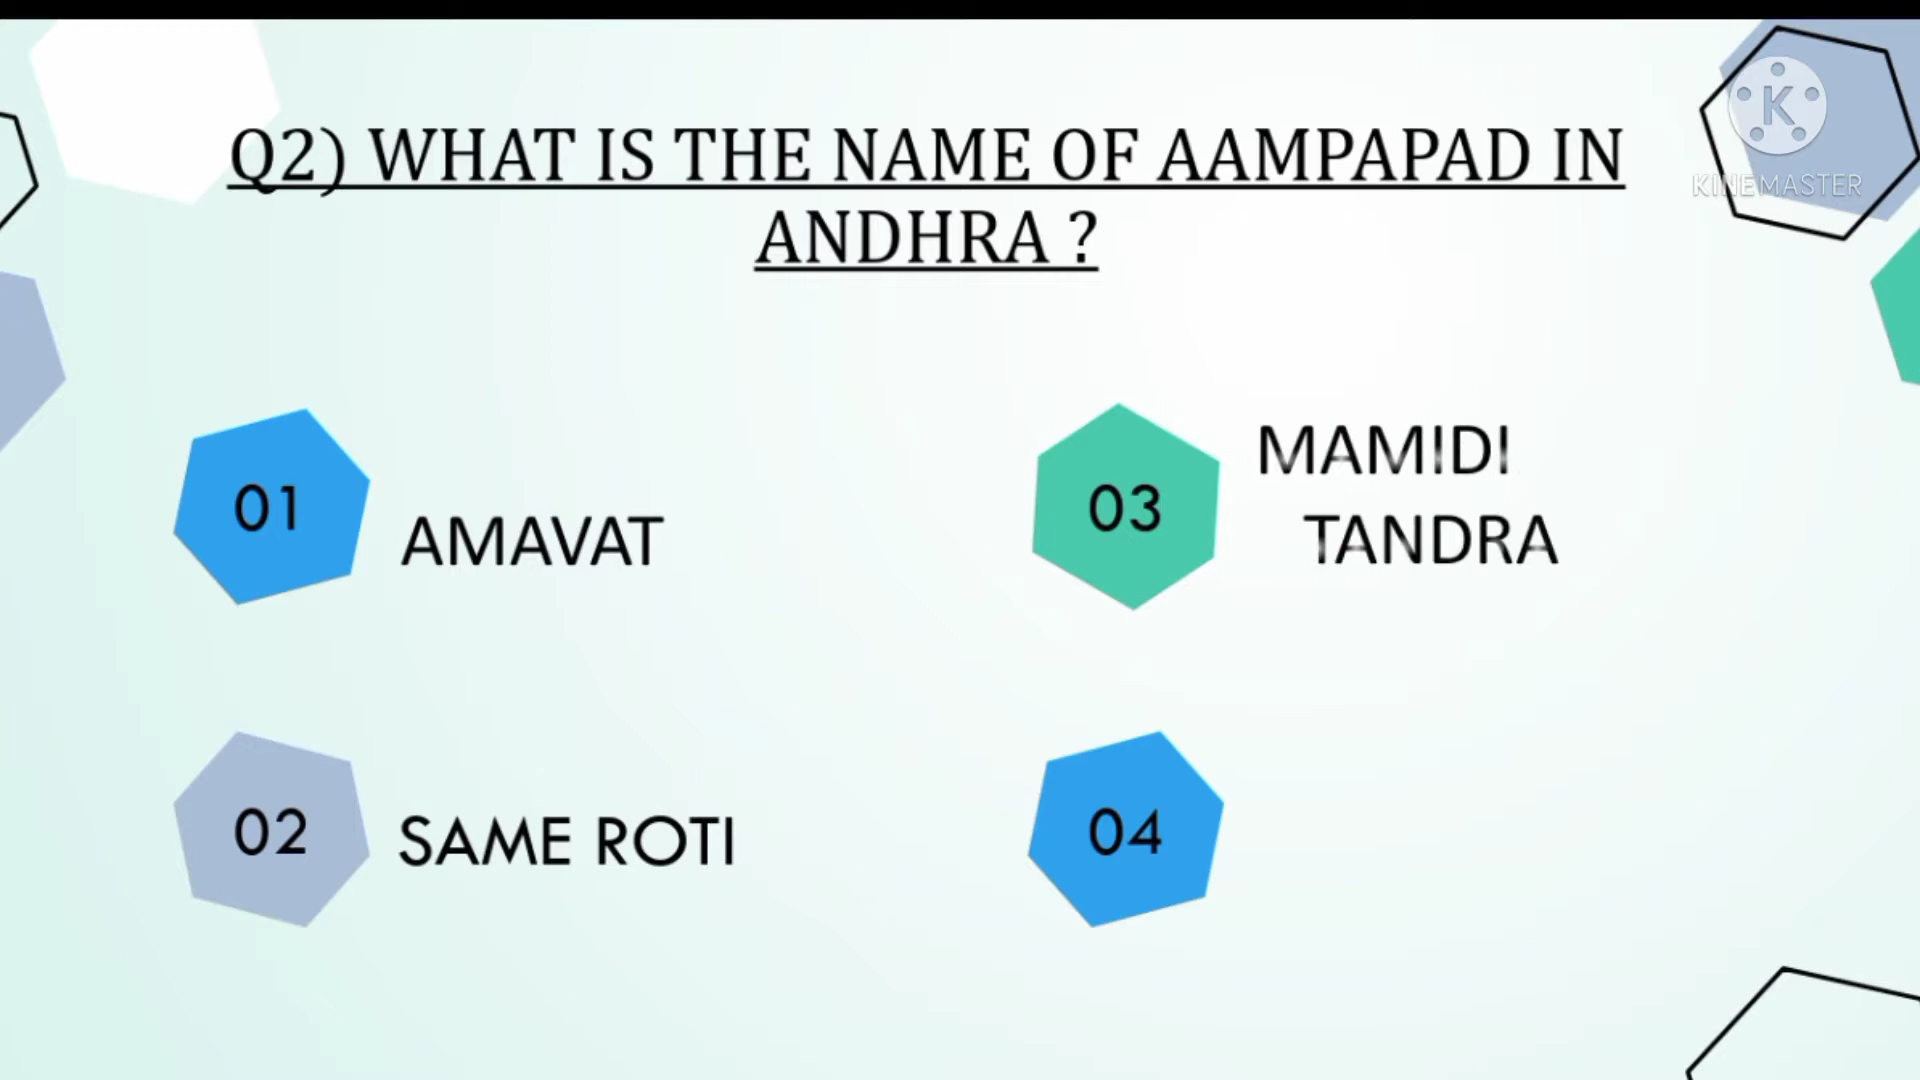 Q2) WHAT IS THE NAME OF AAMPAPAD IN
ANDHRA ?
K
KINEMASTER
01
AMAVAT
03
MAMIDI
TANDRA
02
SAME ROTI
04